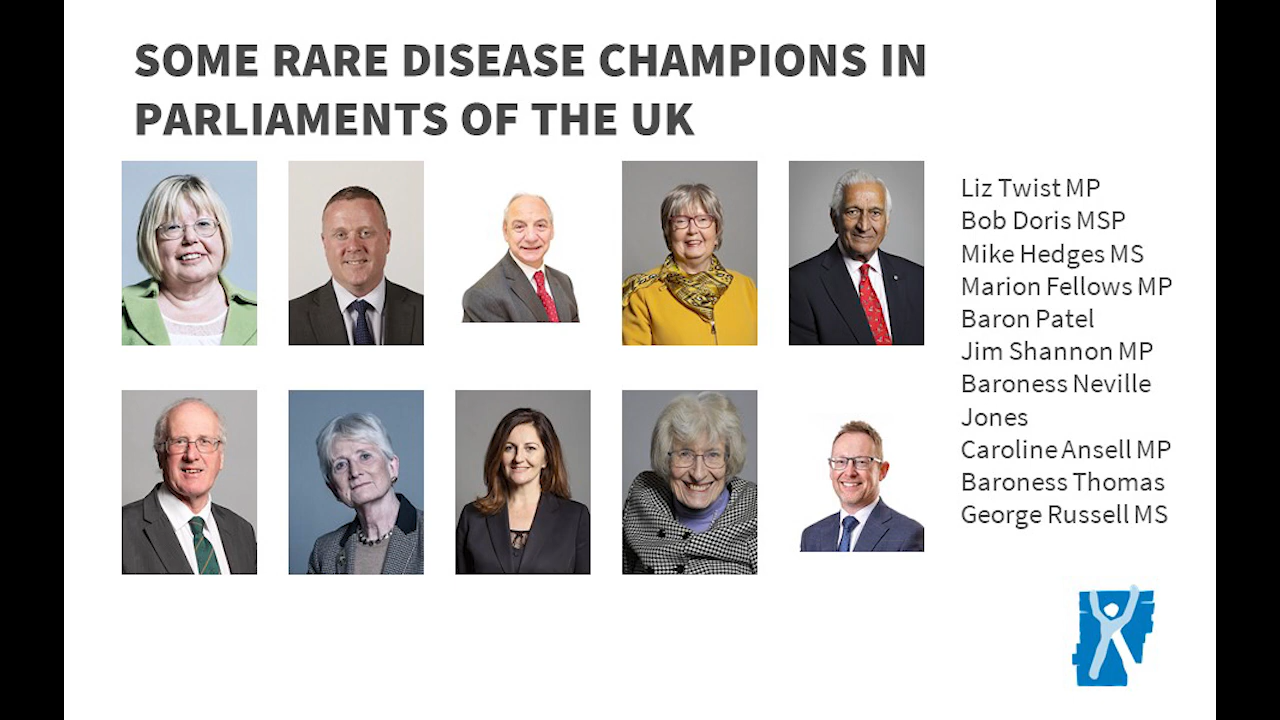 SOME RARE DISEASE CHAMPIONS IN
PARLIAMENTS OF THE UK
Liz Twist MP
Bob Doris MSP
Mike Hedges MS
Marion Fellows MP
Baron Patel
Jim Shannon MP
Baroness Neville
Jones
Caroline Ansell MP
Baroness Thomas
George Russell MS